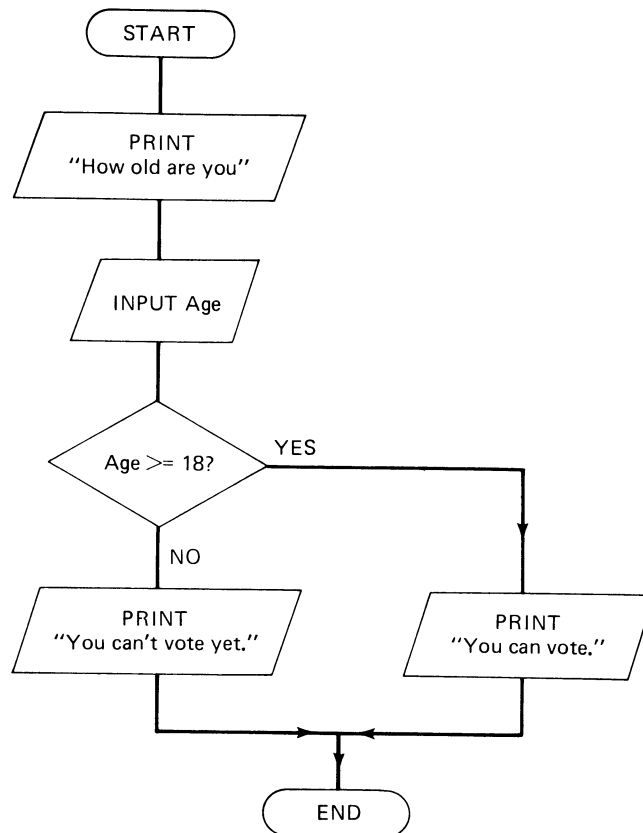 START
PRINT
"How old are you"
INPUT Age
Age >= 18?
YES
NO
PRINT
"You can't vote yet."
PRINT
"You can vote."
END